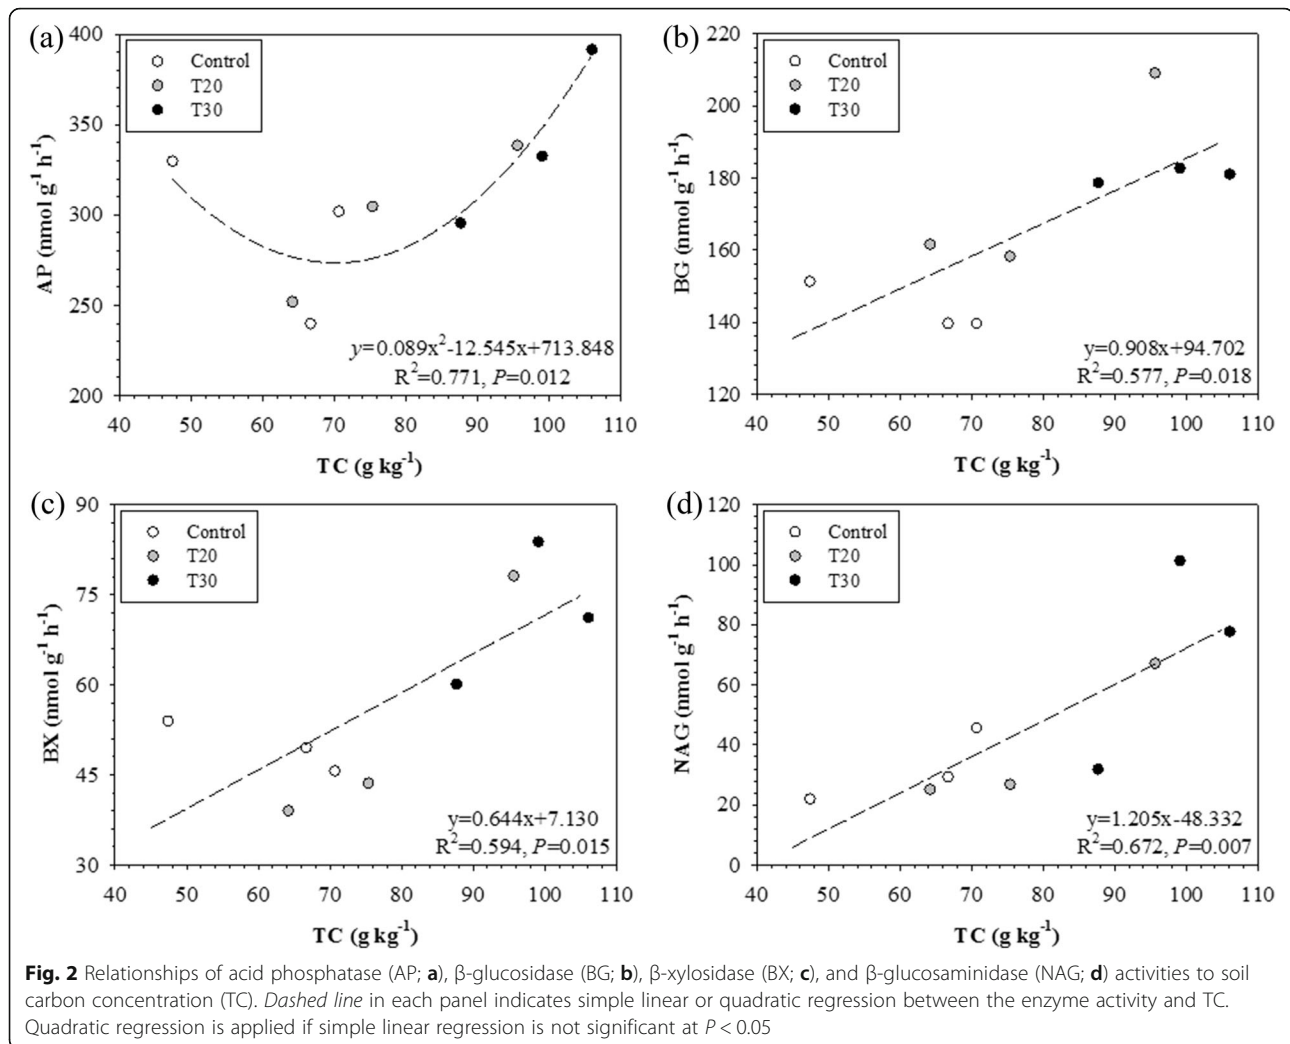 (a)
400
350
300
250
200
AP (nmol g⁻¹ h⁻¹)
Control
T20
T30
y=0.089x²-12.545x+713.848
R²=0.771, P=0.012
40 50 60 70 80 90 100 110
TC (g kg⁻¹)
(b)
220
200
180
160
140
120
BG (nmol g⁻¹ h⁻¹)
Control
T20
T30
y=0.908x+94.702
R²=0.577, P=0.018
40 50 60 70 80 90 100 110
TC (g kg⁻¹)
(c)
90
75
60
45
30
BX (nmol g⁻¹ h⁻¹)
Control
T20
T30
y=0.644x+7.130
R²=0.594, P=0.015
40 50 60 70 80 90 100 110
TC (g kg⁻¹)
(d)
120
100
80
60
40
20
0
NAG (nmol g⁻¹ h⁻¹)
Control
T20
T30
y=1.205x-48.332
R²=0.672, P=0.007
40 50 60 70 80 90 100 110
TC (g kg⁻¹)
Fig. 2 Relationships of acid phosphatase (AP; a), β-glucosidase (BG; b), β-xylosidase (BX; c), and β-glucosaminidase (NAG; d) activities to soil
carbon concentration (TC). Dashed line in each panel indicates simple linear or quadratic regression between the enzyme activity and TC.
Quadratic regression is applied if simple linear regression is not significant at P < 0.05